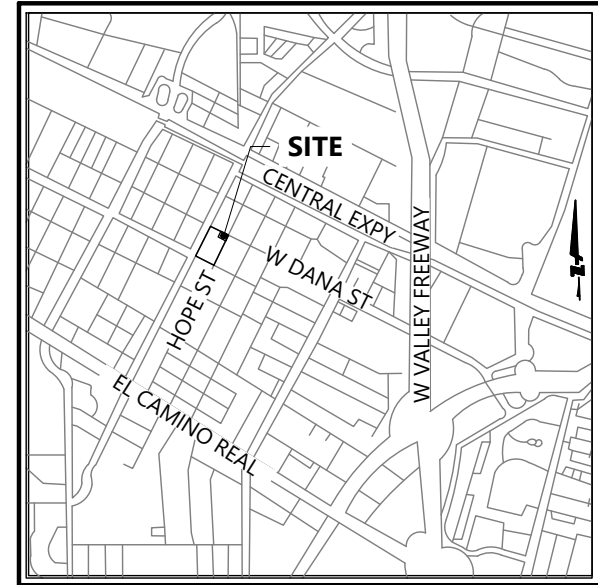 SITE
CENTRAL EXPY
W DANA ST
W VALLEY FREEWAY
HOPE ST
EL CAMINO REAL